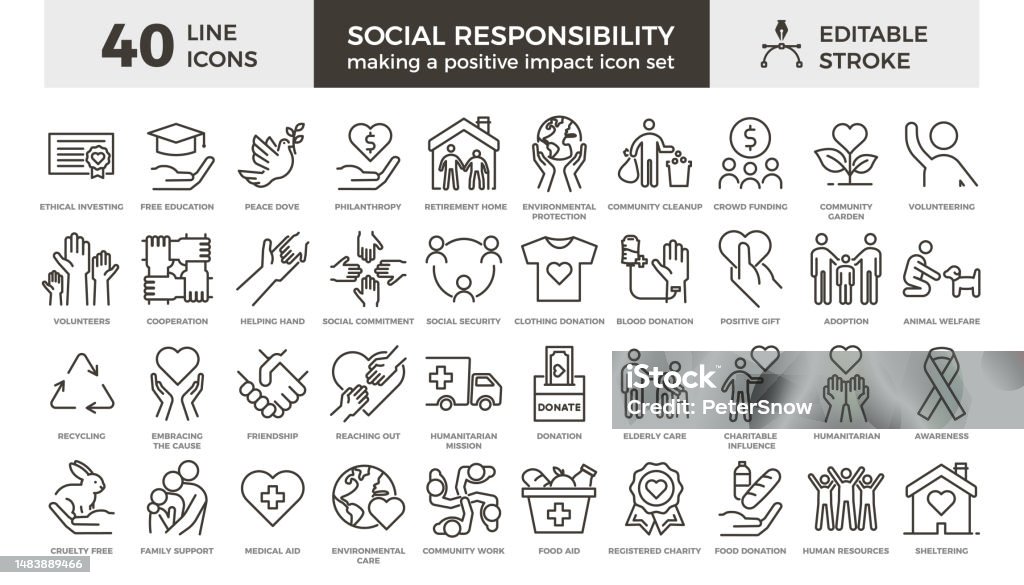 40
LINE
ICONS
SOCIAL RESPONSIBILITY
making a positive impact icon set
EDITABLE
STROKE
ETHICAL INVESTING
FREE EDUCATION
PEACE DOVE
$
PHILANTHROPY
RETIREMENT HOME
ENVIRONMENTAL
PROTECTION
COMMUNITY CLEANUP
$
CROWD FUNDING
COMMUNITY
GARDEN
VOLUNTEERING
VOLUNTEERS
COOPERATION
HELPING HAND
SOCIAL COMMITMENT
SOCIAL SECURITY
CLOTHING DONATION
BLOOD DONATION
POSITIVE GIFT
ADOPTION
ANIMAL WELFARE
RECYCLING
EMBRACING
THE CAUSE
FRIENDSHIP
REACHING OUT
HUMANITARIAN
MISSION
DONATE
DONATION
ELDERLY CARE
CHARITABLE
INFLUENCE
HUMANITARIAN
AWARENESS
iStock™
Credit: PeterSnow
CRUELTY FREE
FAMILY SUPPORT
MEDICAL AID
ENVIRONMENTAL
CARE
COMMUNITY WORK
FOOD AID
REGISTERED CHARITY
FOOD DONATION
HUMAN RESOURCES
SHELTERING
1483889466